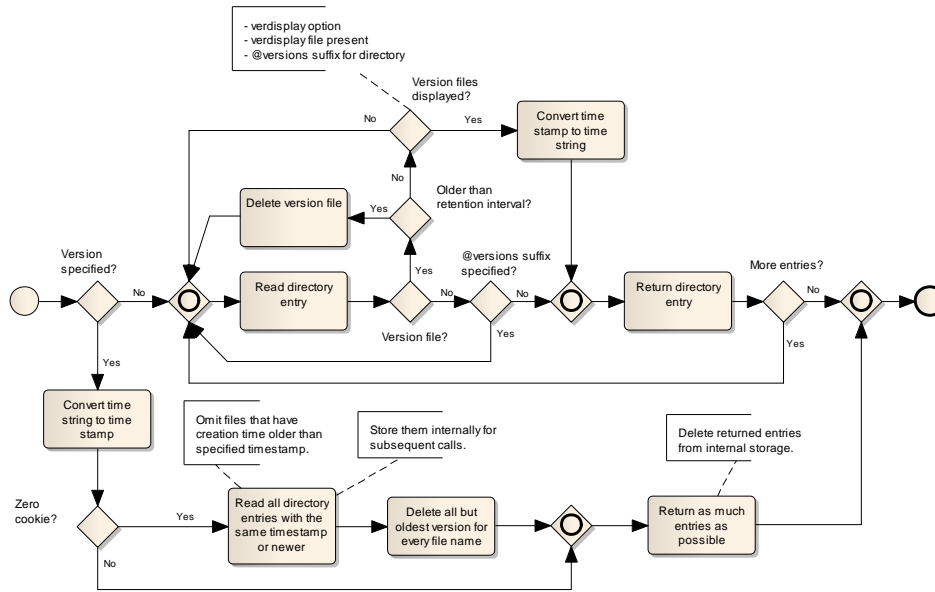 - verdisplay option
- verdisplay file present
- @versions suffix for directory
Version files
displayed?
No
Yes
Convert time
stamp to time
string
No
Older than
retention interval?
Delete version file
Yes
Version
specified?
@versions suffix
specified?
More entries?
Yes
No
Read directory
entry
No
No
Return directory
entry
No
Version file?
Yes
Yes
Yes
Convert time
string to time
stamp
Omit files that have
creation time older than
specified timestamp.
Store them internally for
subsequent calls.
Delete returned entries
from internal storage.
Zero
cookie?
Yes
Read all directory
entries with the
same timestamp
or newer
Delete all but
oldest version for
every file name
Return as much
entries as
possible
No